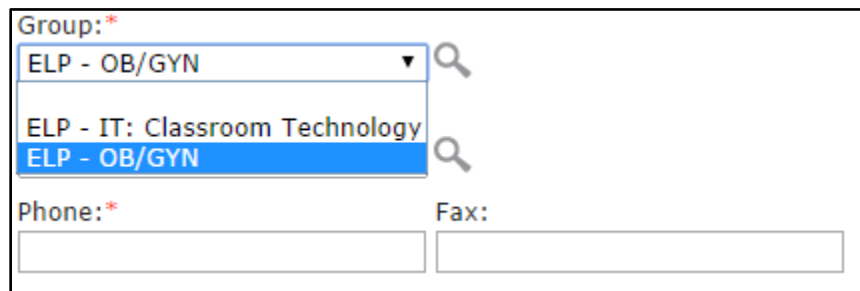 Group:*
ELP - OB/GYN
ELP - IT: Classroom Technology
ELP - OB/GYN
Phone:* Fax: